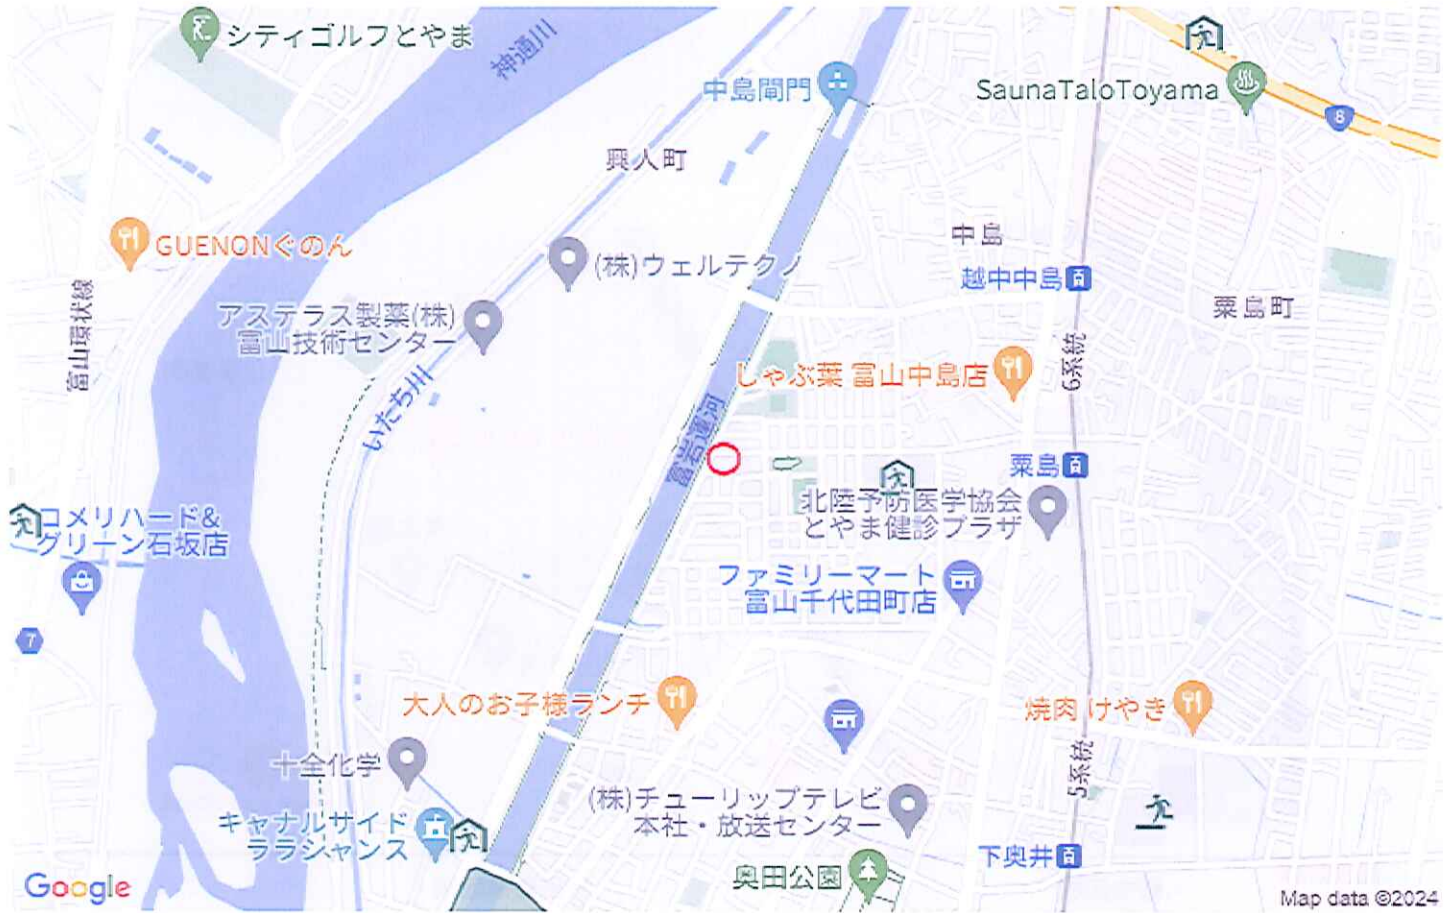 シティゴルフとやま
神通川
中島閘門
SaunaTaloToyama
8
興人町
GUENONぐのん
(株)ウェルテクノ
中島
越中中島
粟島町
富山環状線
アステラス製薬(株)
富山技術センター
しゃぶ葉 富山中島店
6系統
いたち川
富岩運河
粟島
北陸予防医学協会
とやま健診プラザ
コメリハード&
グリーン石坂店
ファミリーマート
富山千代田町店
7
大人のお子様ランチ
焼肉 けやき
十全化学
5系統
(株)チューリップテレビ
本社・放送センター
キャナルサイド
ララシャンス
下奥井
奥田公園
Google
Map data ©2024